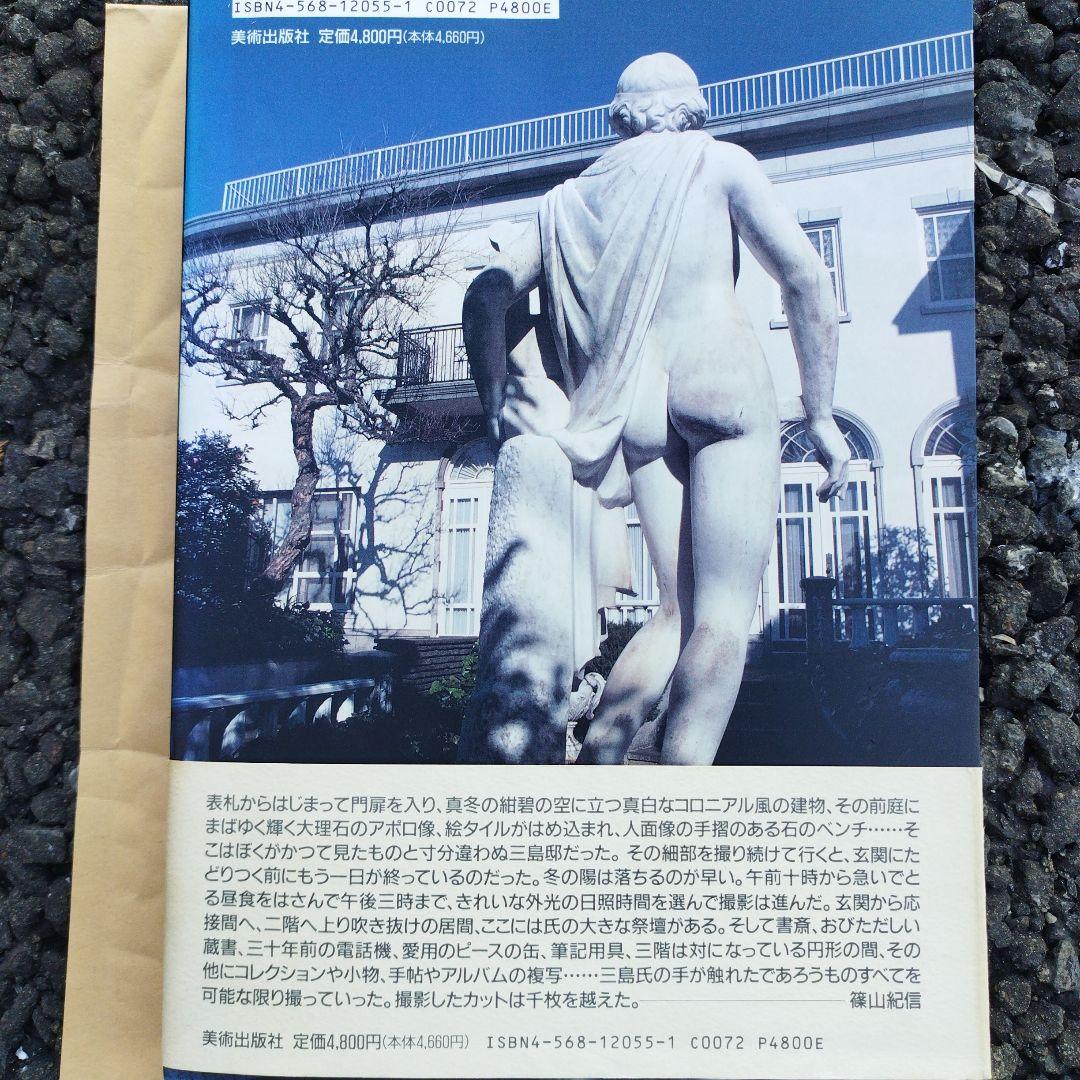 ISBN4-568-12055-1 C0072 P4800E
美術出版社 定価4,800円(本体4,660円)
表札からはじまって門扉を入り、真冬の紺碧の空に立つ真白なコロニアル風の建物、その前庭に
まばゆく輝く大理石のアポロ像、絵タイルがはめ込まれ、人面像の手摺のある石のベンチ……そ
こはぼくがかつて見たものと寸分違わぬ三島邸だった。その細部を撮り続けて行くと、玄関にた
どりつく前にもう一日が終っているのだった。冬の陽は落ちるのが早い。午前十時から急いでと
る昼食をはさんで午後三時まで、きれいな外光の日照時間を選んで撮影は進んだ。玄関から応
接間へ、二階へ上り吹き抜けの居間、ここには氏の大きな祭壇がある。そして書斎、おびただしい
蔵書、三十年前の電話機、愛用のピースの缶、筆記用具、三階は対になっている円形の間、その
他にコレクションや小物、手帖やアルバムの複写……三島氏の手が触れたであろうものすべてを
可能な限り撮っていった。撮影したカットは千枚を越えた。――――――篠山紀信
美術出版社 定価4,800円(本体4,660円) ISBN4-568-12055-1 C0072 P4800E